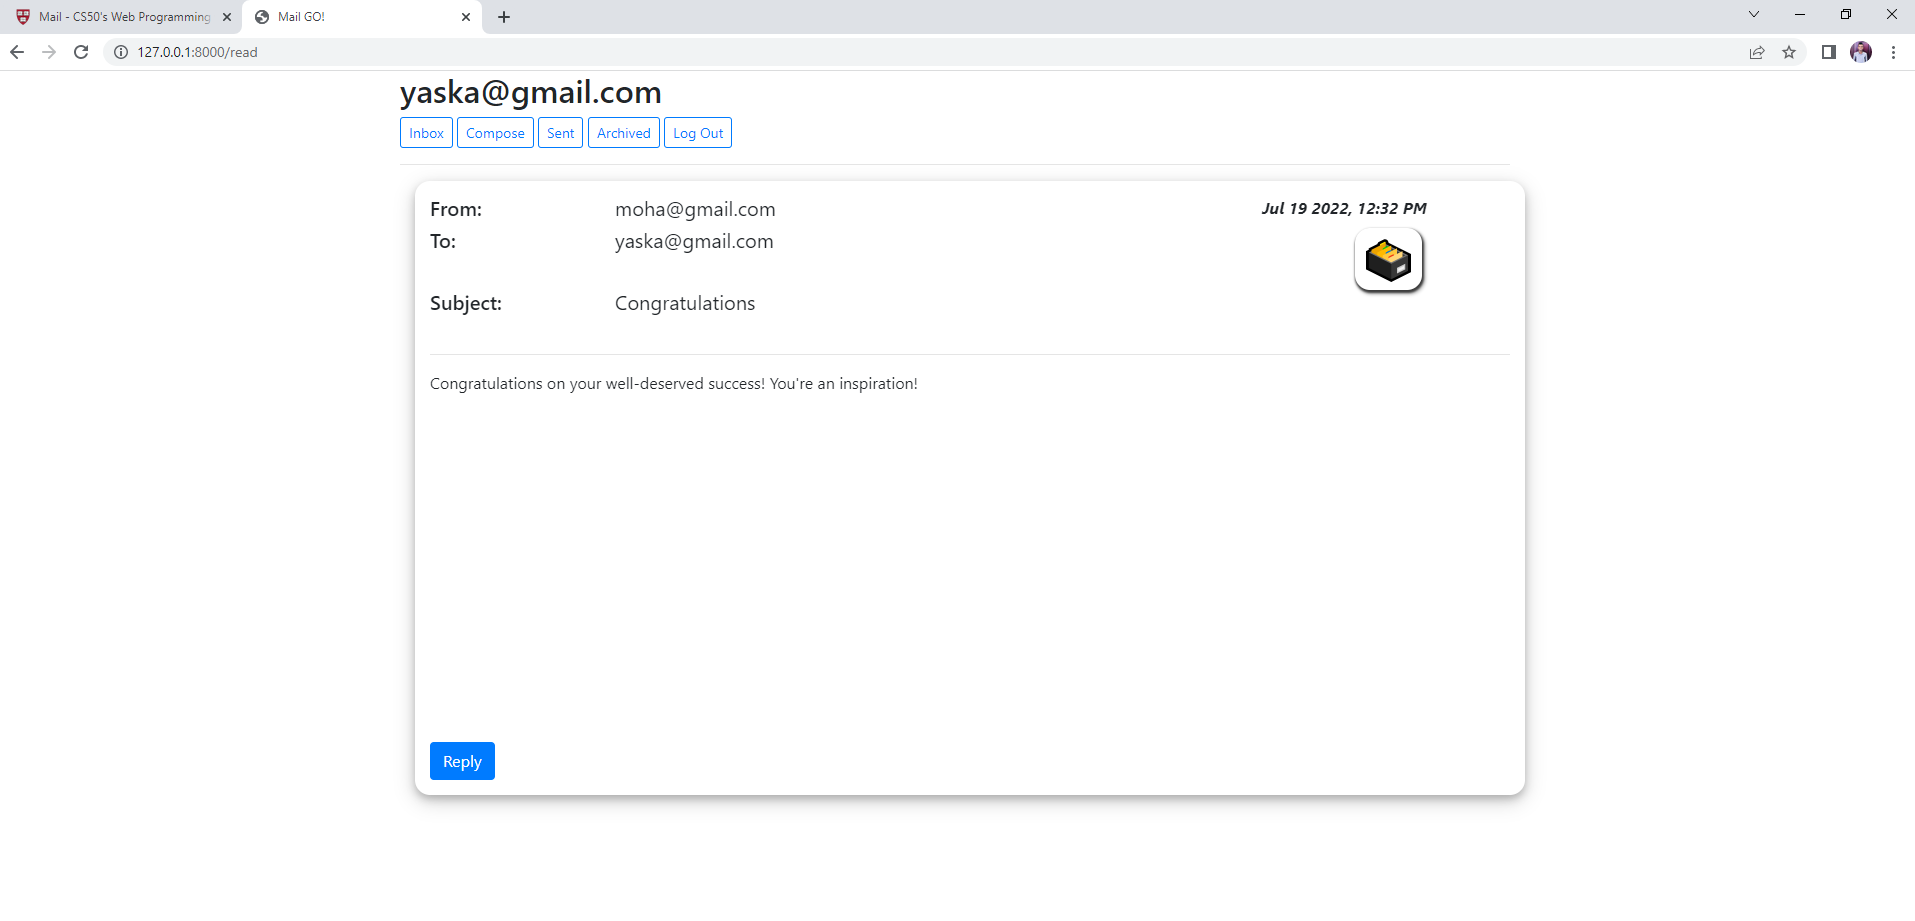 Mail - CS50's Web Programming
Mail GO!
127.0.0.1:8000/read
yaska@gmail.com
Inbox Compose Sent Archived Log Out
From: moha@gmail.com Jul 19 2022, 12:32 PM
To: yaska@gmail.com
Subject: Congratulations
Congratulations on your well-deserved success! You're an inspiration!
Reply